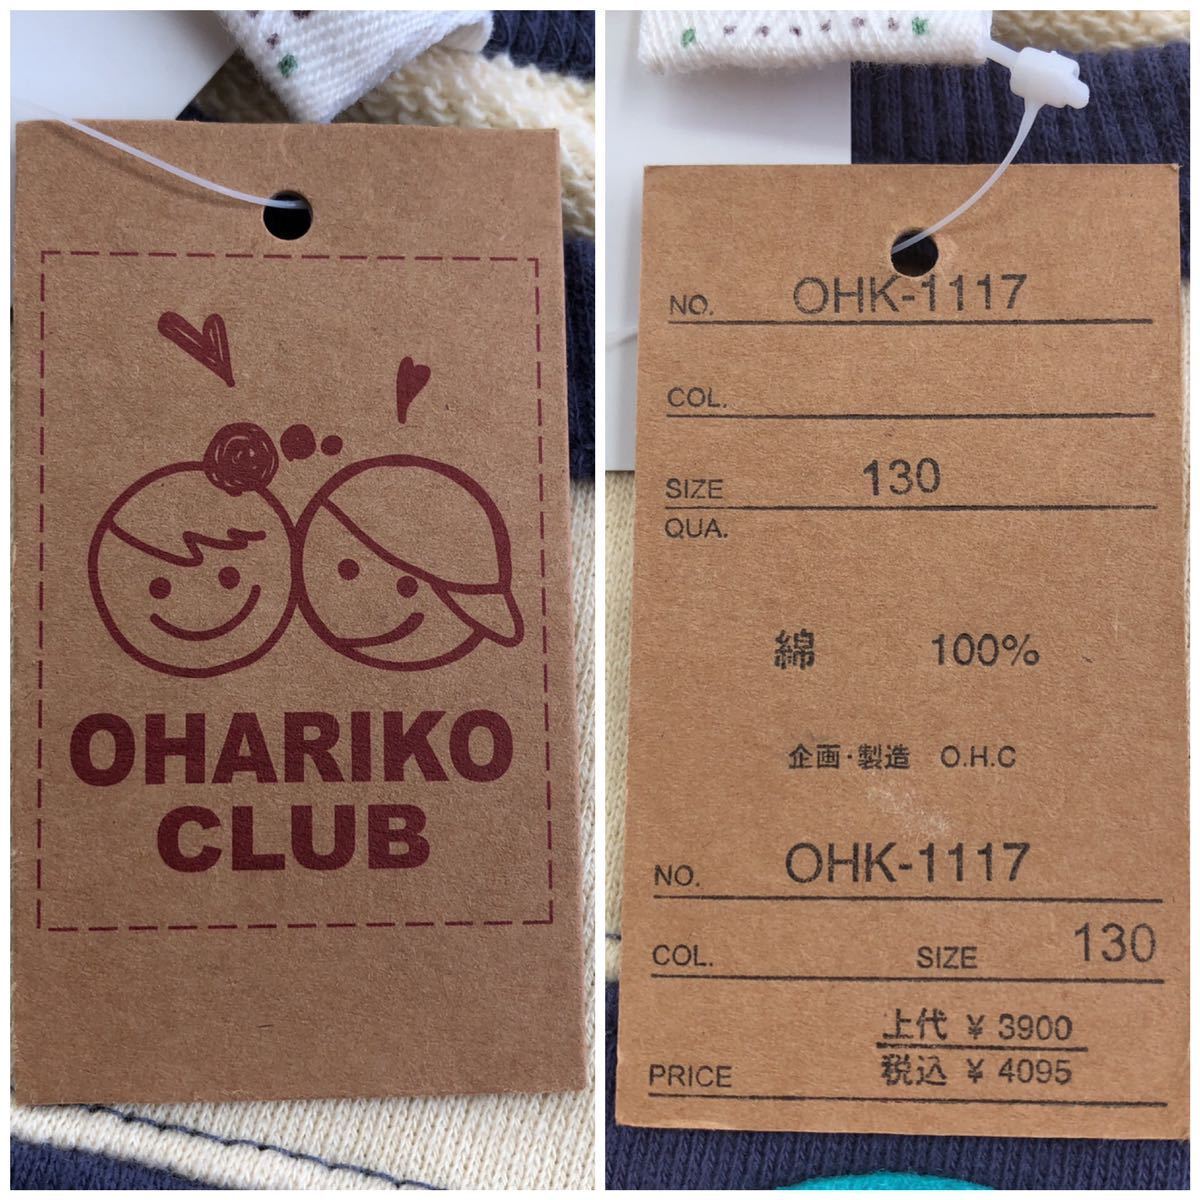 OHARIKO
CLUB
NO. OHK-1117
COL.
SIZE 130
QUA.
綿 100%
企画・製造 O.H.C
NO. OHK-1117
COL. SIZE 130
上代 ¥ 3900
PRICE 税込 ¥ 4095